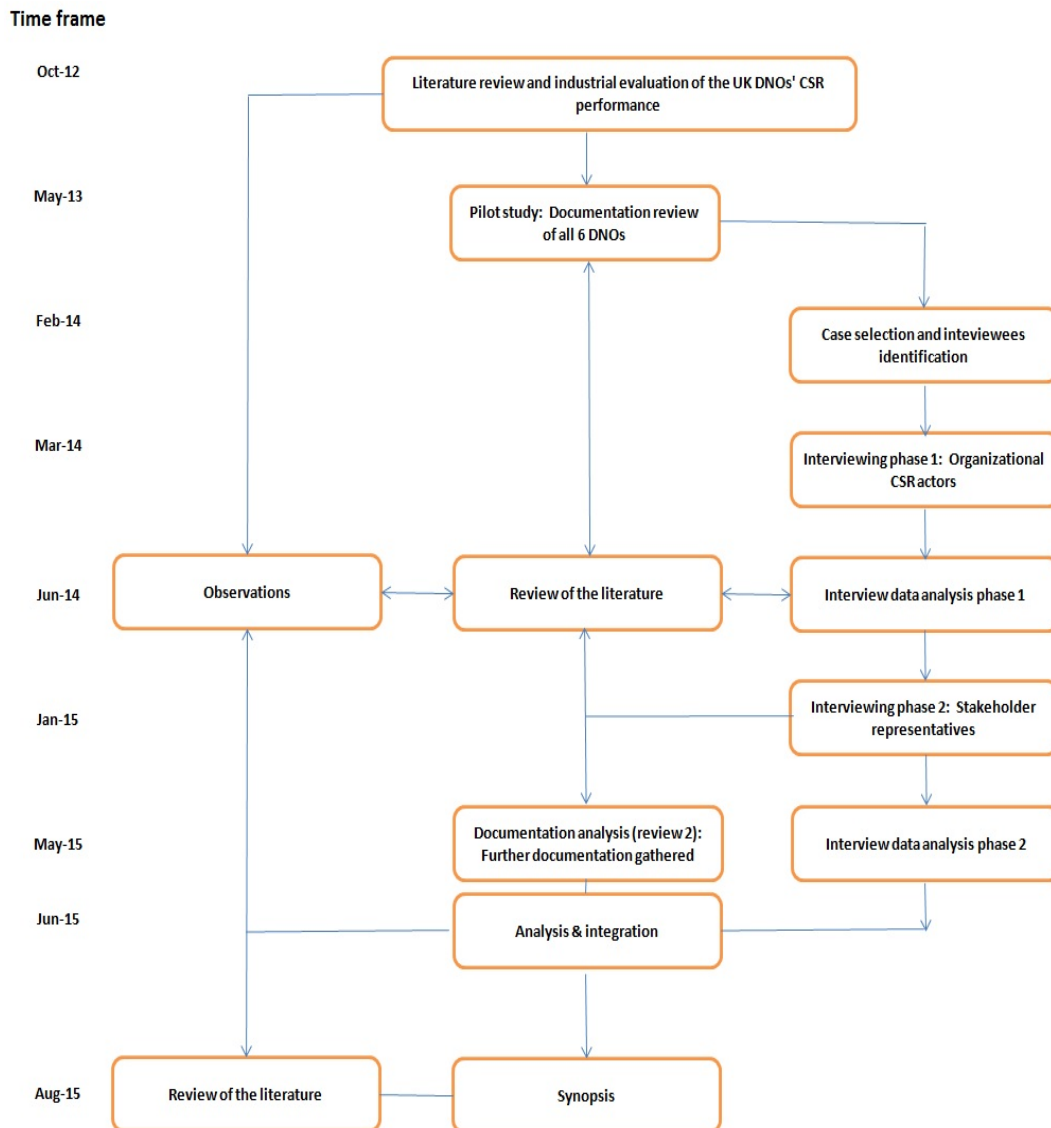 Time frame
Oct-12
Literature review and industrial evaluation of the UK DNOs' CSR
performance
May-13
Pilot study: Documentation review
of all 6 DNOs
Feb-14
Case selection and inteviewees
identification
Mar-14
Interviewing phase 1: Organizational
CSR actors
Jun-14
Observations
Review of the literature
Interview data analysis phase 1
Jan-15
Interviewing phase 2: Stakeholder
representatives
May-15
Documentation analysis (review 2):
Further documentation gathered
Interview data analysis phase 2
Jun-15
Analysis & integration
Aug-15
Review of the literature
Synopsis